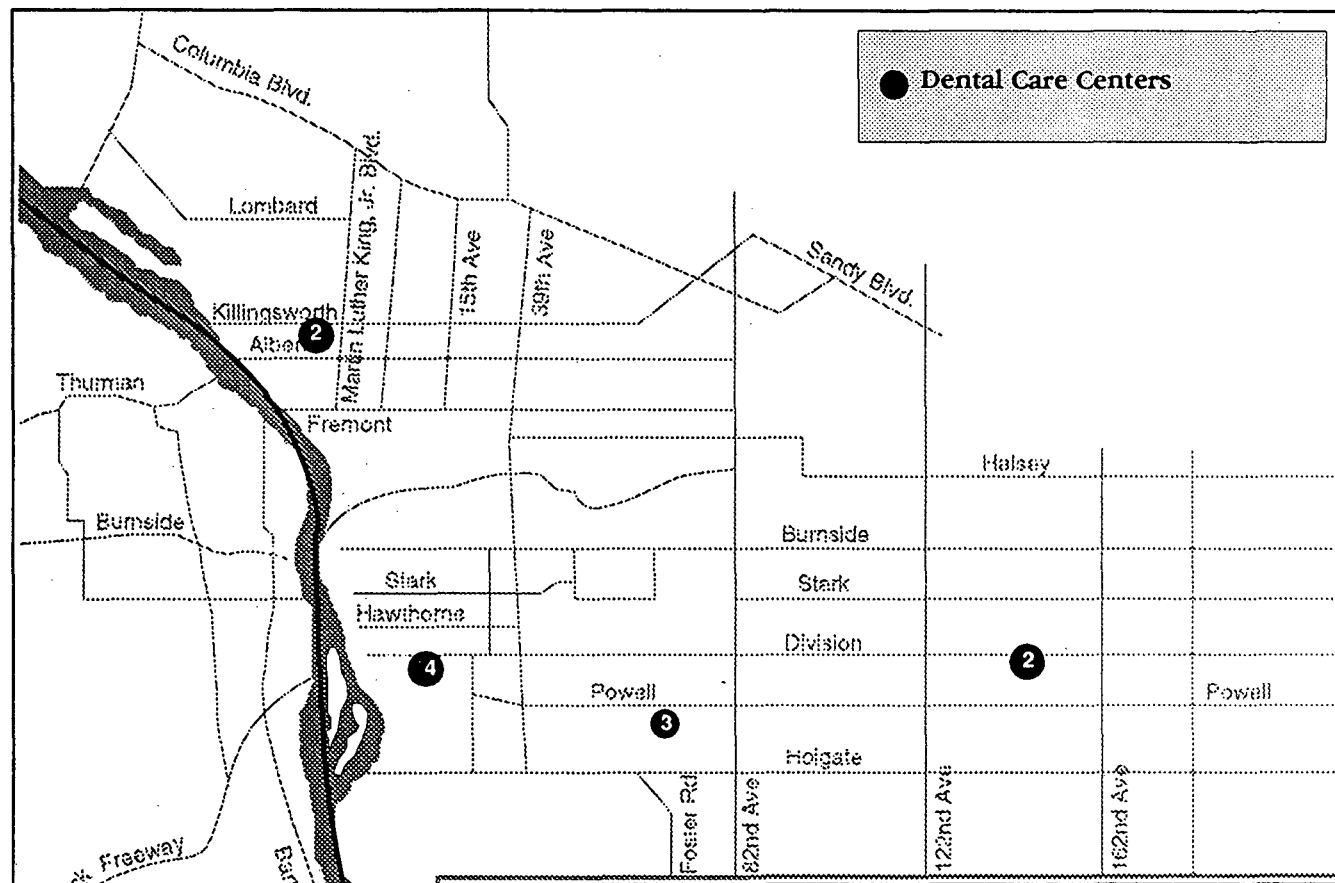 Columbia Blvd.
Dental Care Centers
Lombard
Martin Luther King, Jr. Blvd.
15th Ave
39th Ave
Sandy Blvd.
Killingsworth
2
Thurman
Fremont
Halsey
Burnside
Burnside
Stark
Stark
Hawthorne
Division
4
2
Powell
Powell
3
Holgate
Foster Rd
82nd Ave
122nd Ave
162nd Ave
Freeway